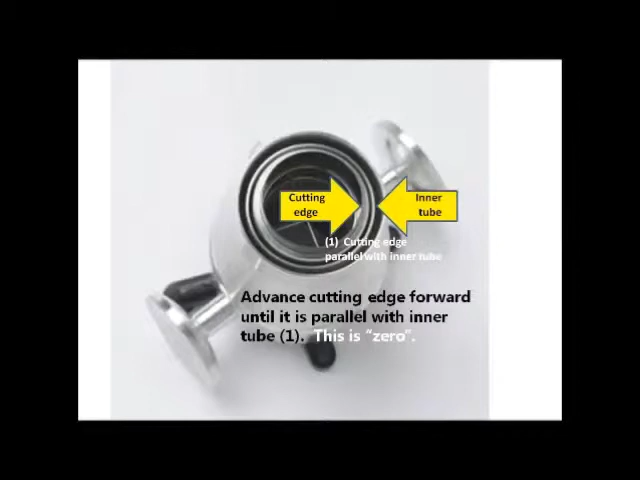 Cutting
edge
Inner
tube
(1) Cutting edge
parallel with inner tube
Advance cutting edge forward
until it is parallel with inner
tube (1). This is "zero".